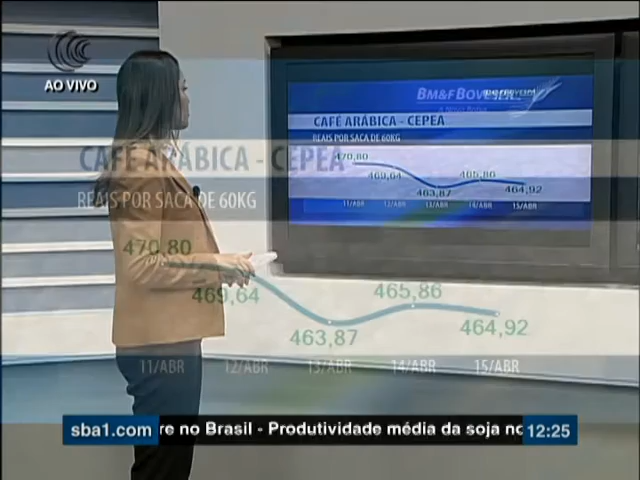 AO VIVO
BM&FBOV
CAFÉ ARÁBICA - CEPEA
REAIS POR SACA DE 60KG
470,80
469,64
463,87
465,86
464,92
11/ABR 12/ABR 13/ABR 14/ABR 15/ABR
CAFÉ ARÁBICA - CEPEA
REAIS POR SACA DE 60KG
470,80
469,64
463,87
465,86
464,92
11/ABR 12/ABR 13/ABR 14/ABR 15/ABR
sba1.com re no Brasil - Produtividade média da soja no 12:25